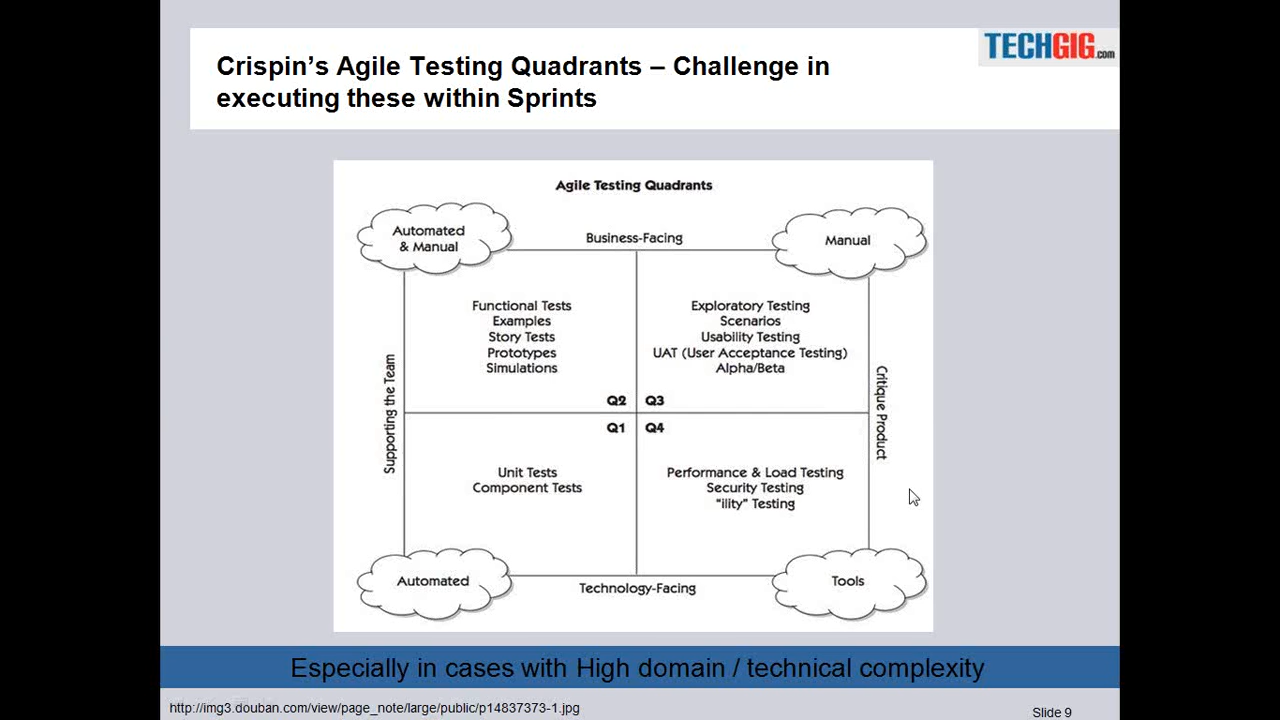 TECHGIG.com
Crispin's Agile Testing Quadrants – Challenge in
executing these within Sprints
Agile Testing Quadrants
Automated
& Manual
Business-Facing
Manual
Functional Tests
Examples
Story Tests
Prototypes
Simulations
Exploratory Testing
Scenarios
Usability Testing
UAT (User Acceptance Testing)
Alpha/Beta
Supporting the Team
Critique Product
Q2
Q3
Q1
Q4
Unit Tests
Component Tests
Performance & Load Testing
Security Testing
"ility" Testing
Automated
Technology-Facing
Tools
Especially in cases with High domain / technical complexity
http://img3.douban.com/view/page_note/large/public/p14837373-1.jpg
Slide 9